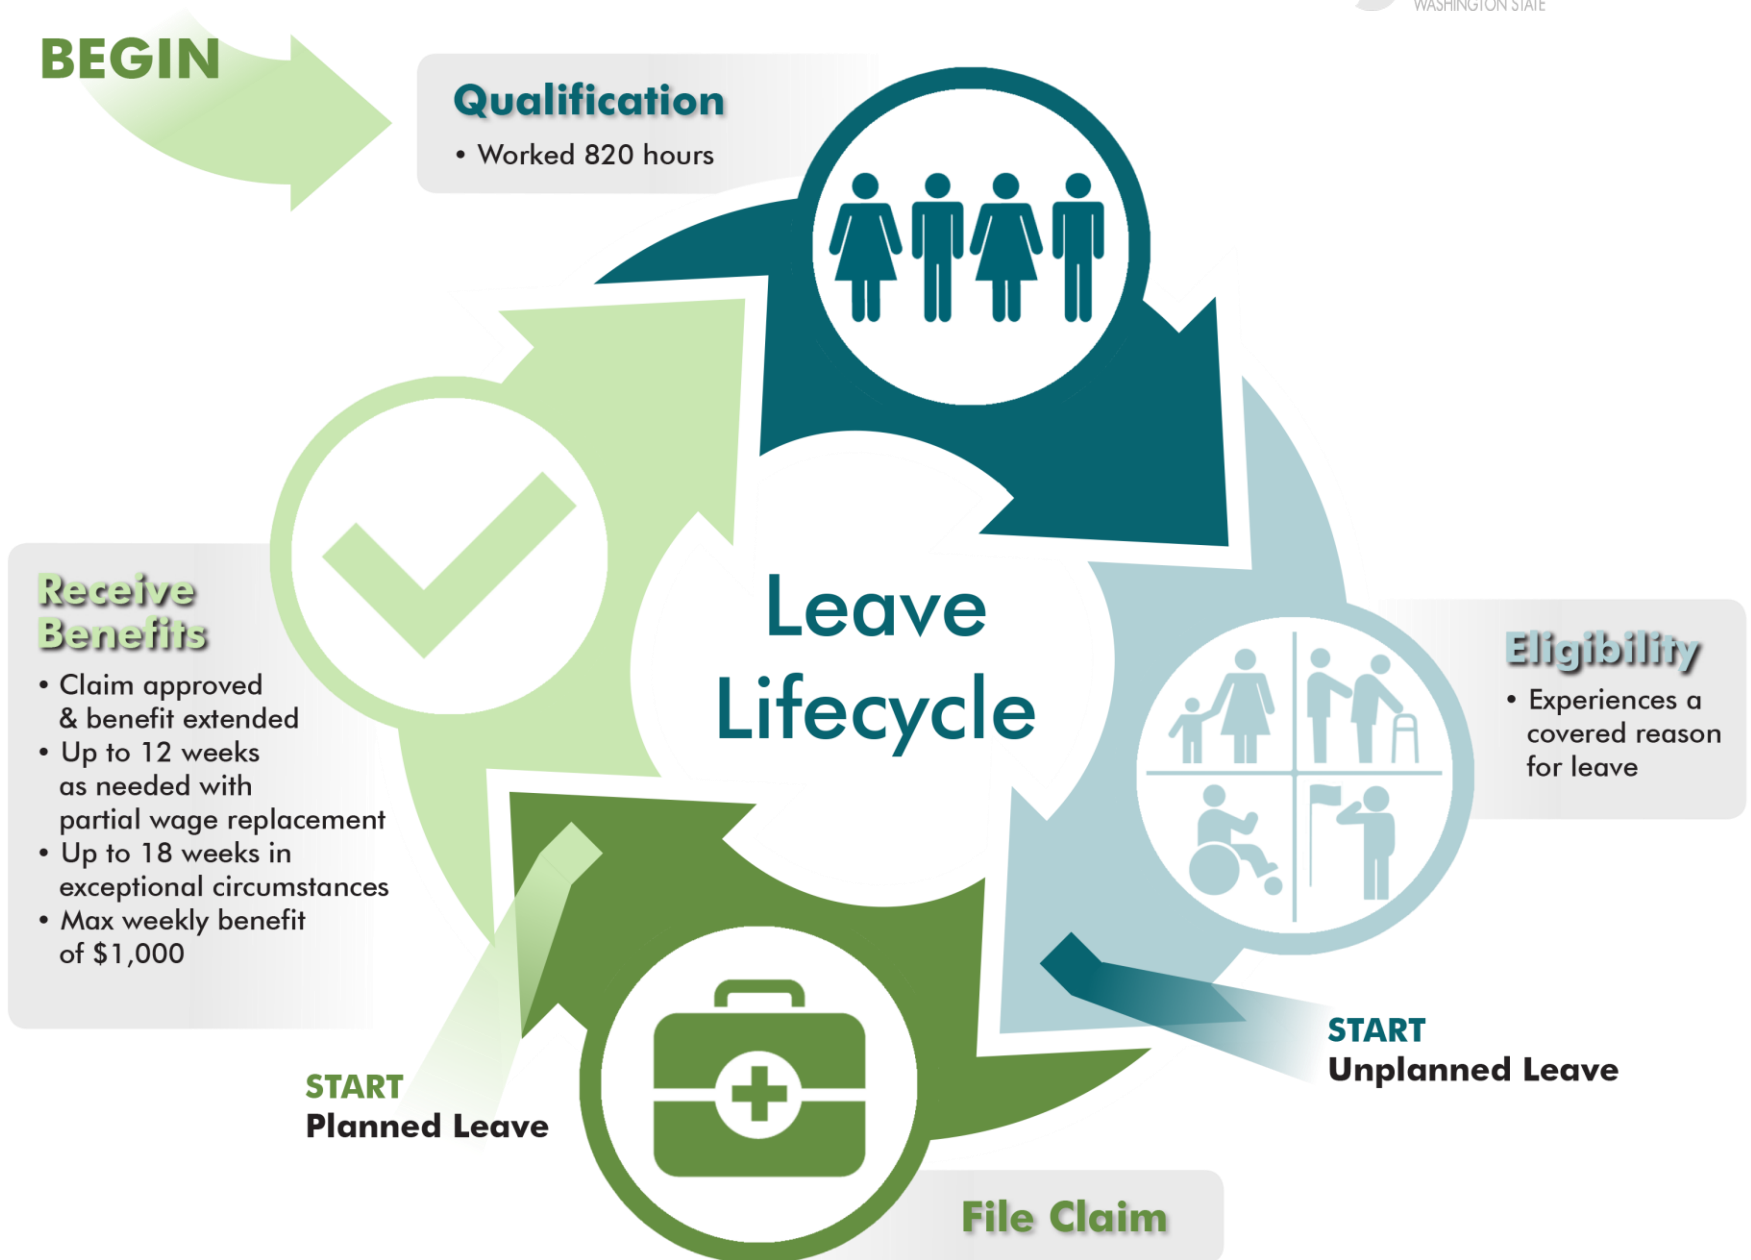 WASHINGTON STATE
BEGIN
Qualification
• Worked 820 hours
Leave
Lifecycle
Eligibility
• Experiences a
covered reason
for leave
START
Unplanned Leave
File Claim
START
Planned Leave
Receive
Benefits
• Claim approved
& benefit extended
• Up to 12 weeks
as needed with
partial wage replacement
• Up to 18 weeks in
exceptional circumstances
• Max weekly benefit
of $1,000